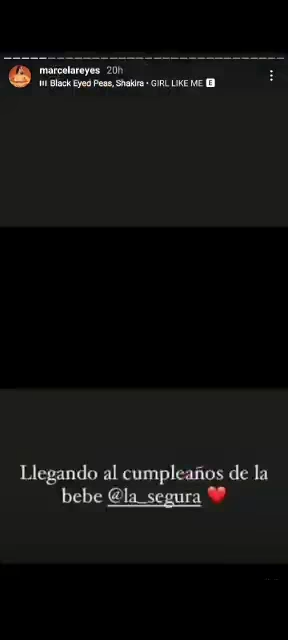 marcelareyes 20h
Black Eyed Peas, Shakira • GIRL LIKE ME E
Llegando al cumpleaños de la
bebe @la_segura ❤️